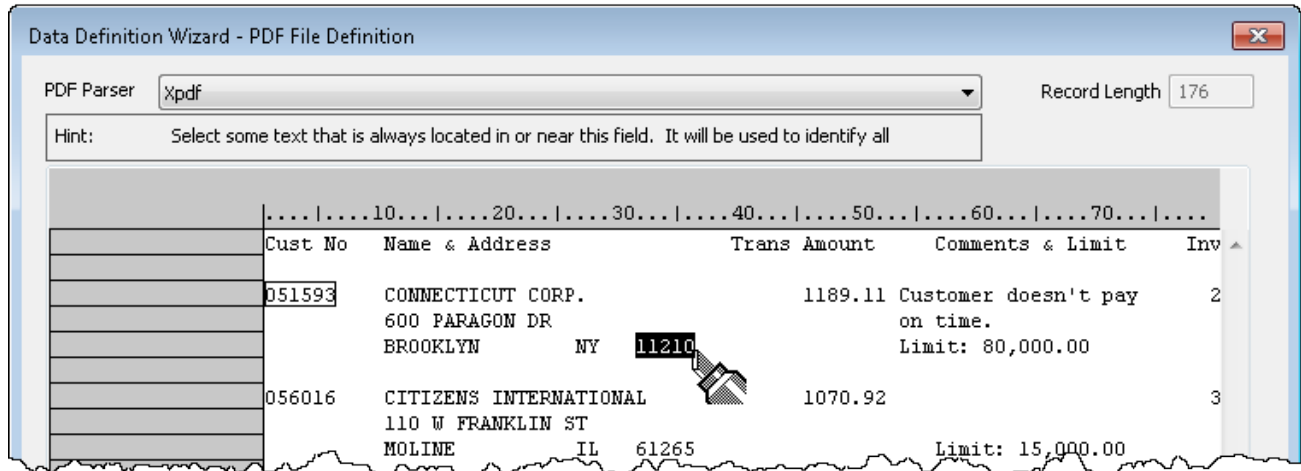 Data Definition Wizard - PDF File Definition
PDF Parser Xpdf Record Length 176
Hint: Select some text that is always located in or near this field. It will be used to identify all
....|....10...|....20...|....30...|....40...|....50...|....60...|....70...|....
Cust No Name & Address Trans Amount Comments & Limit Inv
051593 CONNECTICUT CORP. 1189.11 Customer doesn't pay 2
600 PARAGON DR on time.
BROOKLYN NY 11210 Limit: 80,000.00
056016 CITIZENS INTERNATIONAL 1070.92 3
110 W FRANKLIN ST
MOLINE IL 61265 Limit: 15,000.00